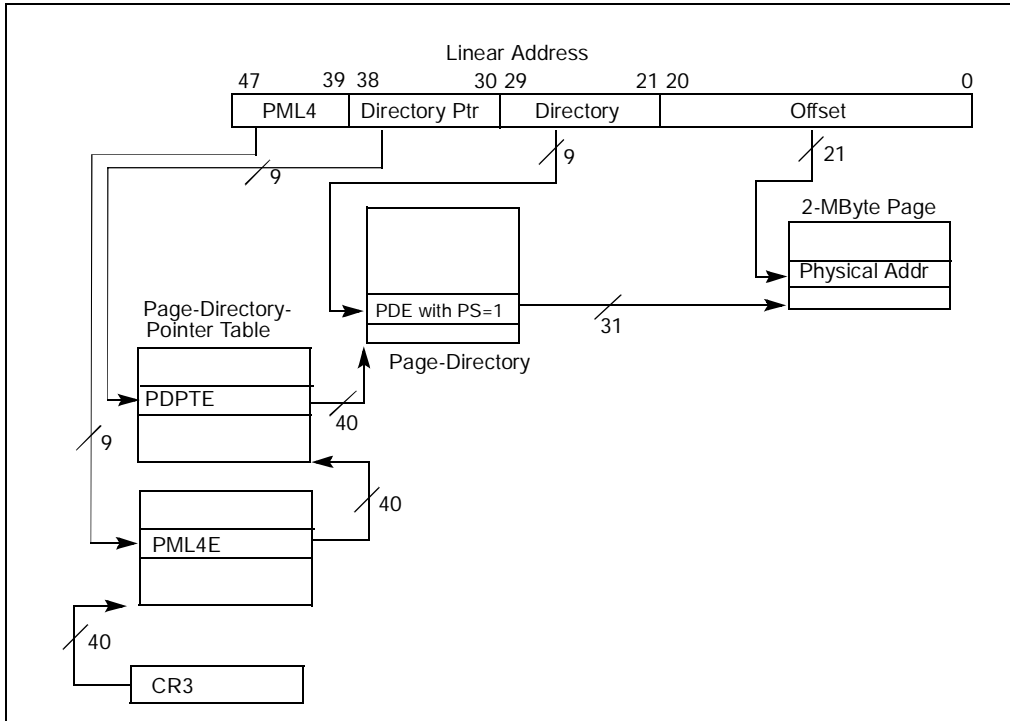 Linear Address
47 39 38 30 29 21 20 0
PML4 Directory Ptr Directory Offset
9 9 21
2-MByte Page
Physical Addr
PDE with PS=1
31
Page-Directory-
Pointer Table
Page-Directory
PDPTE
40
9
40
PML4E
40
CR3